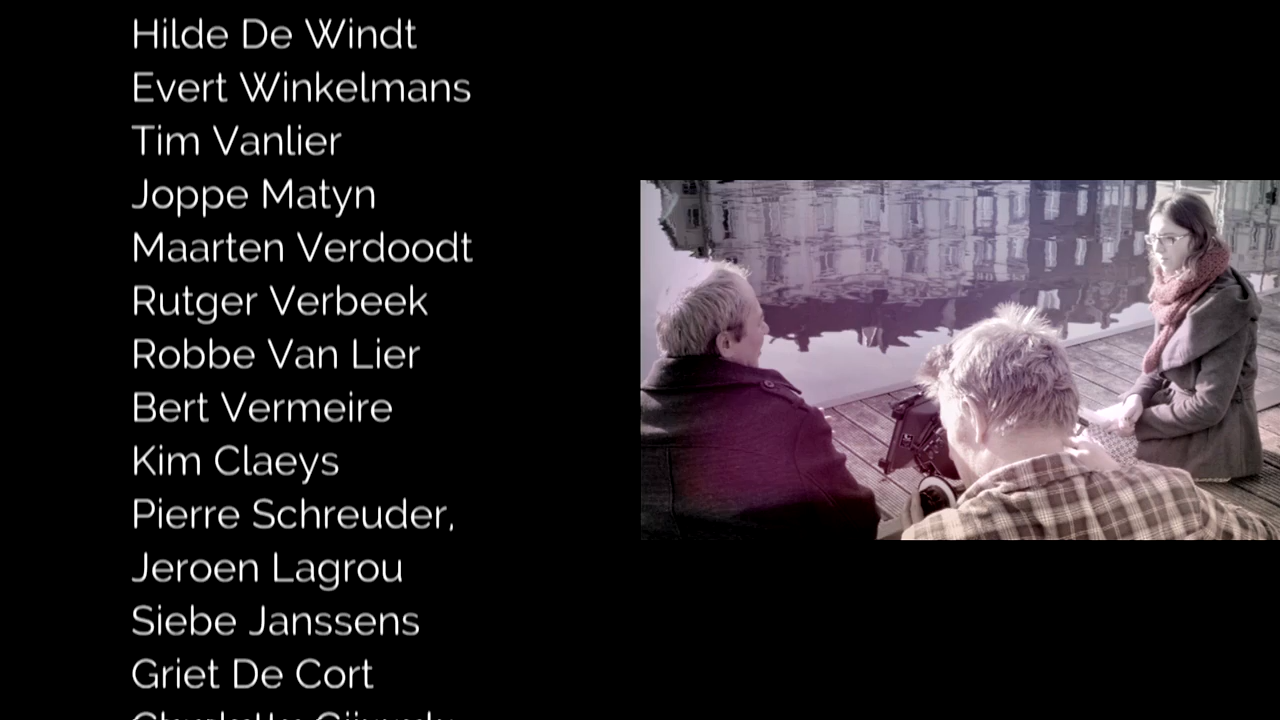 Hilde De Windt
Evert Winkelmans
Tim Vanlier
Joppe Matyn
Maarten Verdoodt
Rutger Verbeek
Robbe Van Lier
Bert Vermeire
Kim Claeys
Pierre Schreuder,
Jeroen Lagrou
Siebe Janssens
Griet De Cort